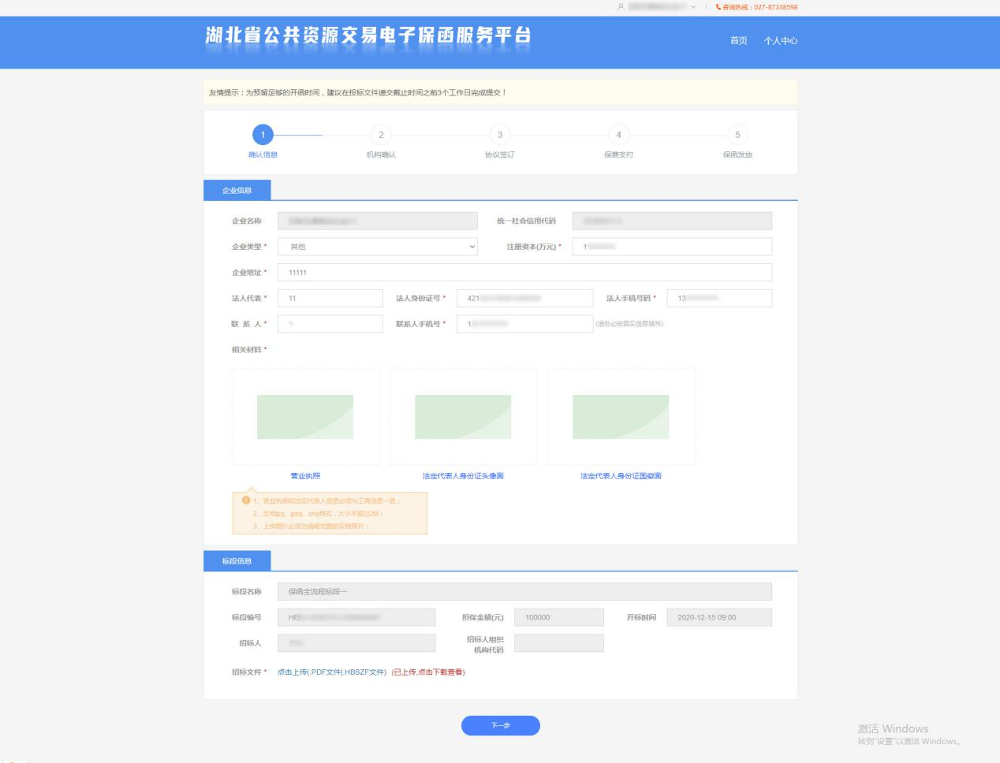 咨询热线：027-87338598
湖北省公共资源交易电子保函服务平台
首页 个人中心
友情提示：为预留足够的开函时间，建议在投标文件递交截止时间之前3个工作日完成提交！
1 2 3 4 5
确认信息 机构确认 协议签订 保费支付 保函发放
企业信息
企业名称 统一社会信用代码
企业类型 * 其他 注册资本(万元) * 1
企业地址 * 11111
法人代表 * 11 法人身份证号 * 421 法人手机号码 * 13
联 系 人 * 联系人手机号 * 1 (请务必按真实信息填写)
相关材料 *
营业执照 法定代表人身份证头像面 法定代表人身份证国徽面
1、营业执照和法定代表人信息必须与工商信息一致；
2、支持jpg、jpeg、png格式，大小不超过2M；
3、上传图片必须为清晰完整的实物照片；
标段信息
标段名称 保函全流程标段一
标段编号 HE 担保金额(元) 100000 开标时间 2020-12-15 09:00
招标人 招标人组织
机构代码
招标文件 * 点击上传(.PDF文件|.HBSZF文件) (已上传,点击下载查看)
下一步
激活 Windows
转到"设置"以激活 Windows。